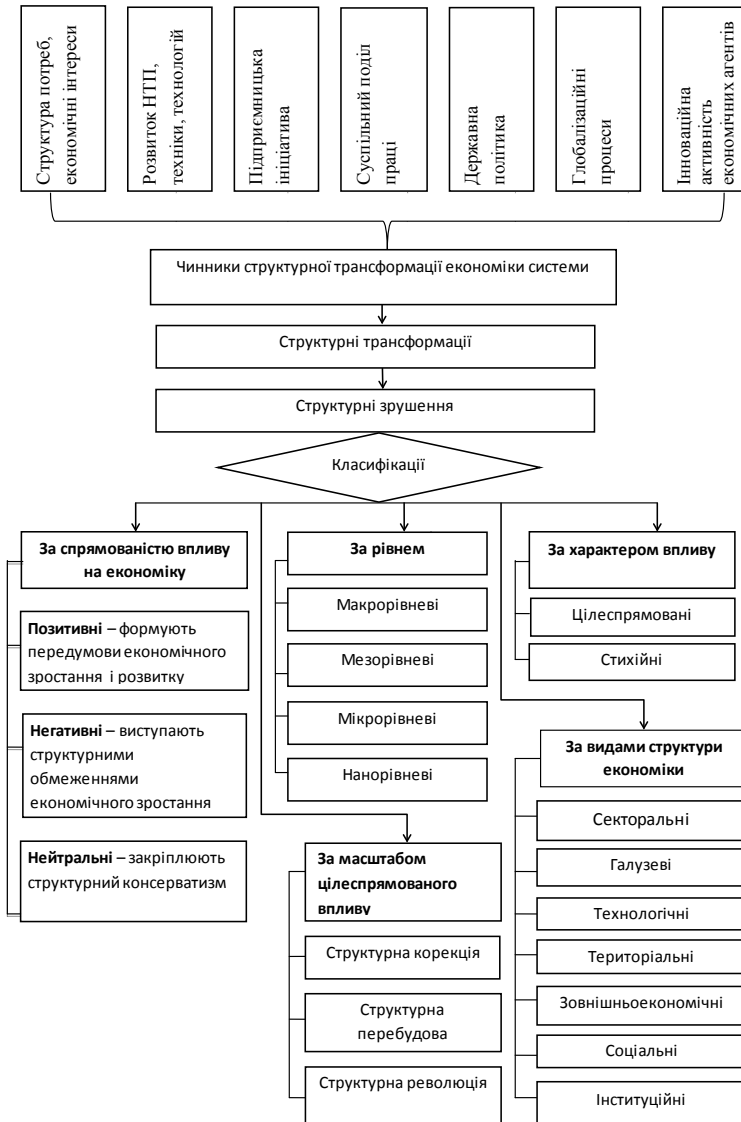 Структура потреб,
економічні інтереси
Розвиток НТП,
техніки, технологій
Підприємницька
ініціатива
Суспільний поділ
праці
Державна
політика
Глобалізаційні
процеси
Інноваційна
активність
економічних агентів
Чинники структурної трансформації економіки системи
Структурні трансформації
Структурні зрушення
Класифікації
За спрямованістю впливу
на економіку
Позитивні – формують
передумови економічного
зростання і розвитку
Негативні – виступають
структурними
обмеженнями
економічного зростання
Нейтральні – закріплюють
структурний консерватизм
За рівнем
Макрорівневі
Мезорівневі
Мікрорівневі
Нанорівневі
За масштабом
цілеспрямованого
впливу
Структурна корекція
Структурна
перебудова
Структурна революція
За характером впливу
Цілеспрямовані
Стихійні
За видами структури
економіки
Секторальні
Галузеві
Технологічні
Територіальні
Зовнішньоекономічні
Соціальні
Інституційні